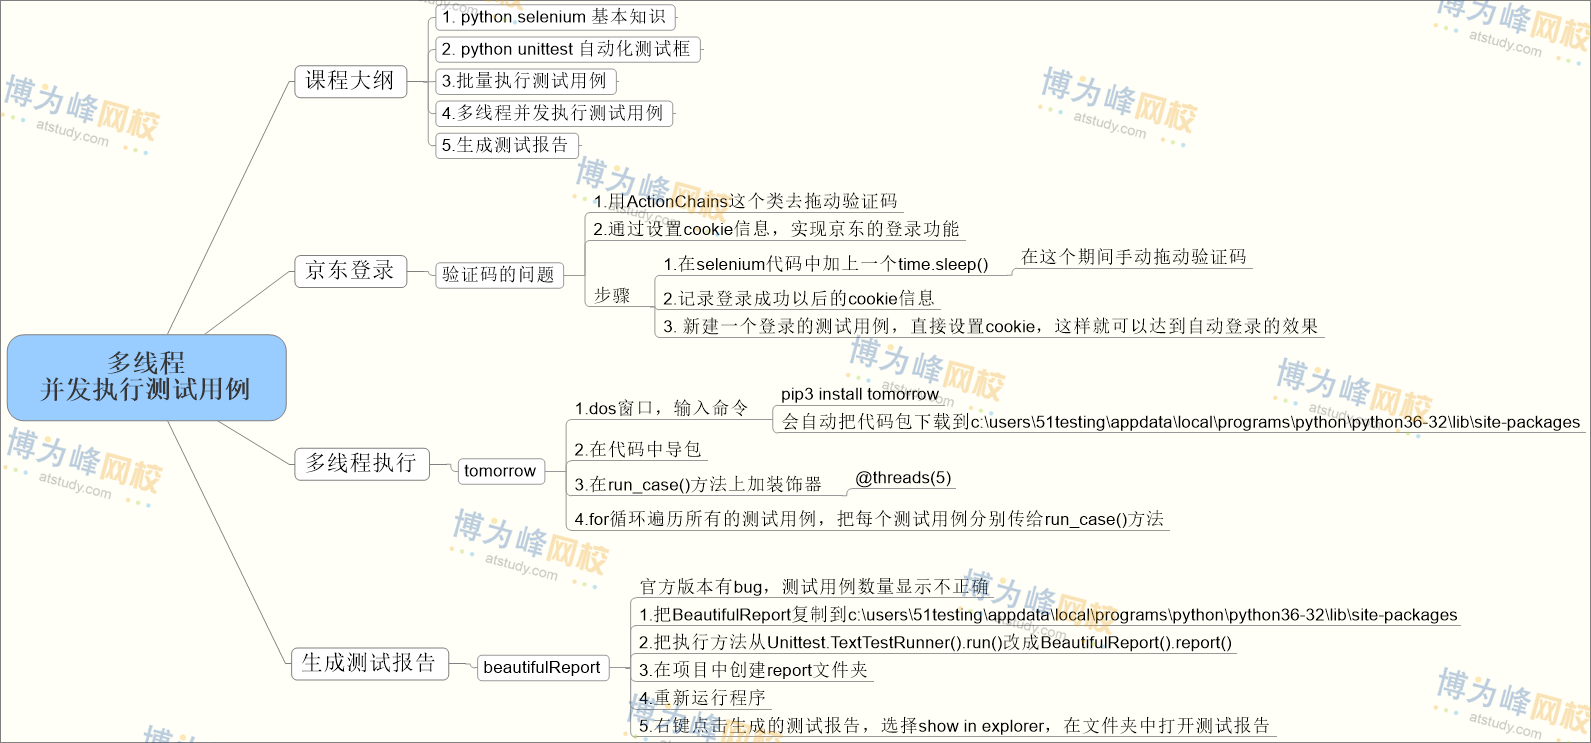 多线程
并发执行测试用例
课程大纲
1. python selenium 基本知识
2. python unittest 自动化测试框
3.批量执行测试用例
4.多线程并发执行测试用例
5.生成测试报告
京东登录
验证码的问题
1.用ActionChains这个类去拖动验证码
2.通过设置cookie信息，实现京东的登录功能
步骤
1.在selenium代码中加上一个time.sleep()
在这个期间手动拖动验证码
2.记录登录成功以后的cookie信息
3. 新建一个登录的测试用例，直接设置cookie，这样就可以达到自动登录的效果
多线程执行
tomorrow
1.dos窗口，输入命令
pip3 install tomorrow
会自动把代码包下载到c:\users\51testing\appdata\local\programs\python\python36-32\lib\site-packages
2.在代码中导包
3.在run_case()方法上加装饰器
@threads(5)
4.for循环遍历所有的测试用例，把每个测试用例分别传给run_case()方法
生成测试报告
beautifulReport
官方版本有bug，测试用例数量显示不正确
1.把BeautifulReport复制到c:\users\51testing\appdata\local\programs\python\python36-32\lib\site-packages
2.把执行方法从Unittest.TextTestRunner().run()改成BeautifulReport().report()
3.在项目中创建report文件夹
4.重新运行程序
5.右键点击生成的测试报告，选择show in explorer，在文件夹中打开测试报告
博为峰网校
atstudy.com